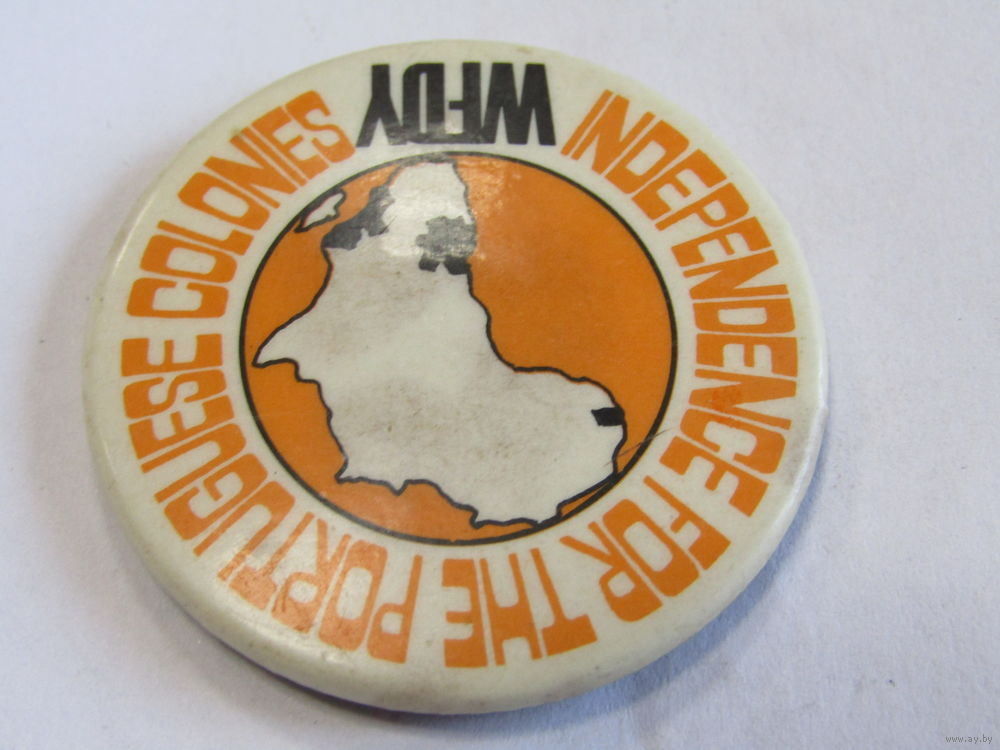 INDEPENDENCE FOR THE PORTUGUESE COLONIES
WFDY
www.ay.by